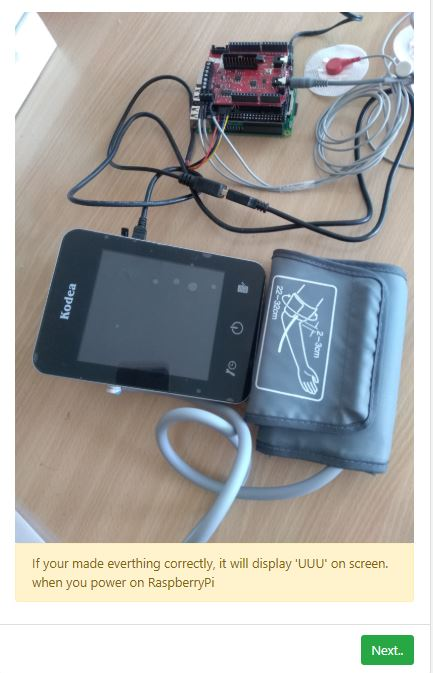 Kodea
22~32cm
2~3cm
If your made everthing correctly, it will display 'UUU' on screen.
when you power on RaspberryPi
Next..